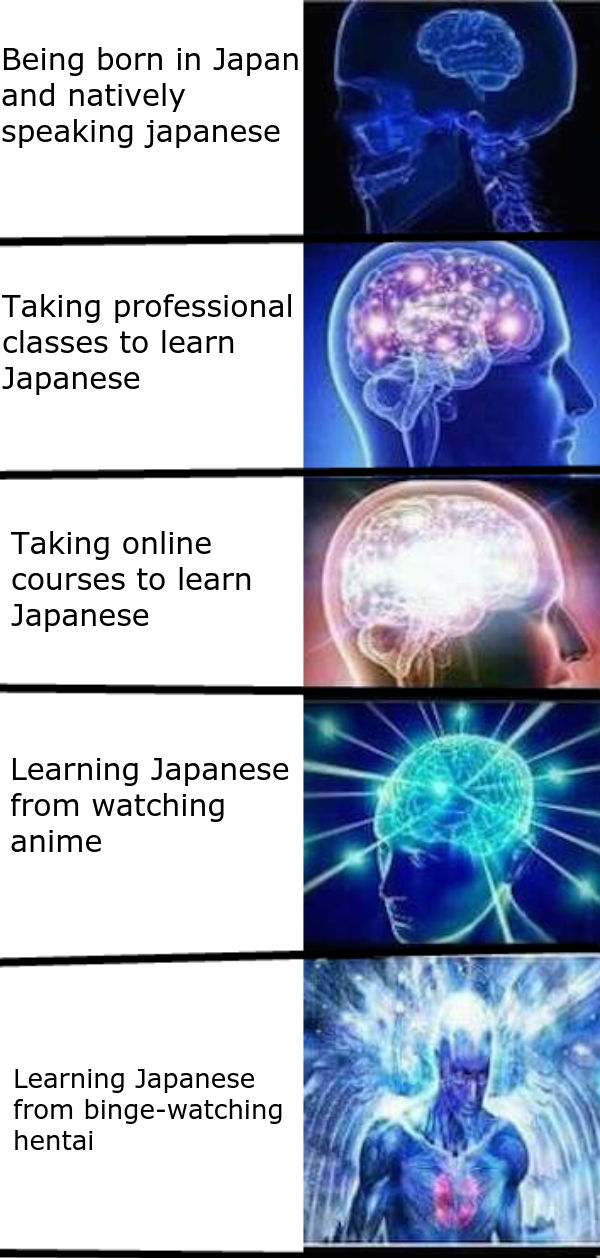 Being born in Japan
and natively
speaking japanese
Taking professional
classes to learn
Japanese
Taking online
courses to learn
Japanese
Learning Japanese
from watching
anime
Learning Japanese
from binge-watching
hentai